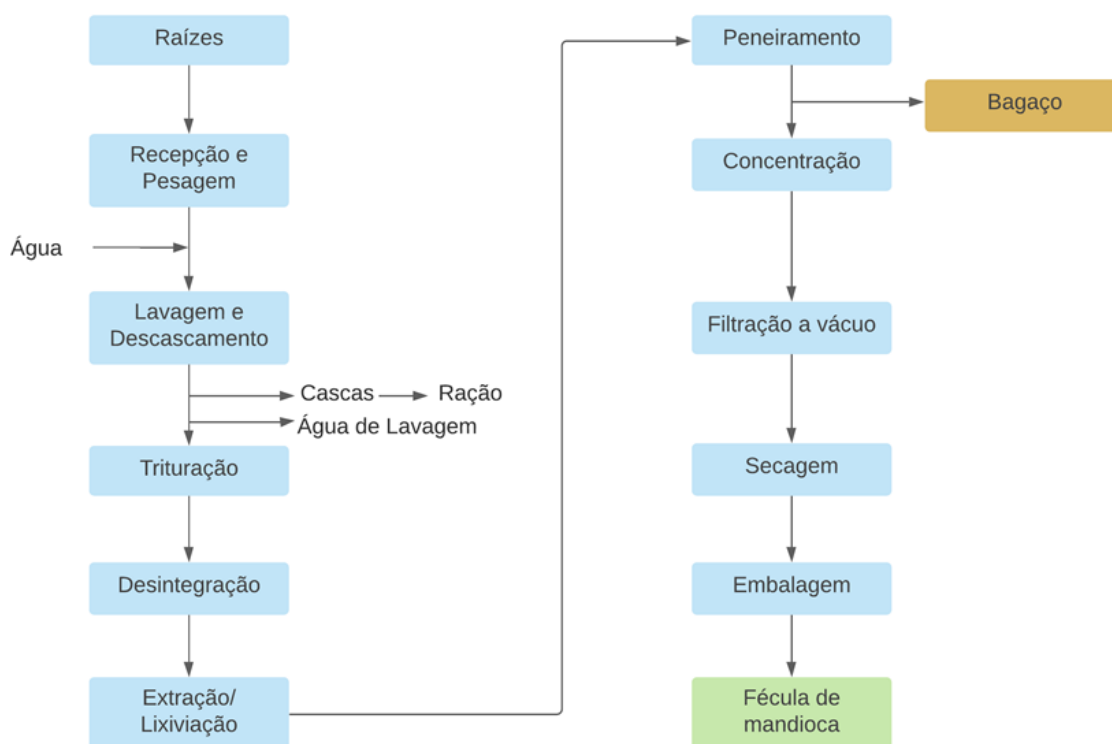 Raízes
Recepção e
Pesagem
Água
Lavagem e
Descascamento
Cascas
Ração
Água de Lavagem
Trituração
Desintegração
Extração/
Lixiviação
Peneiramento
Bagaço
Concentração
Filtração a vácuo
Secagem
Embalagem
Fécula de
mandioca